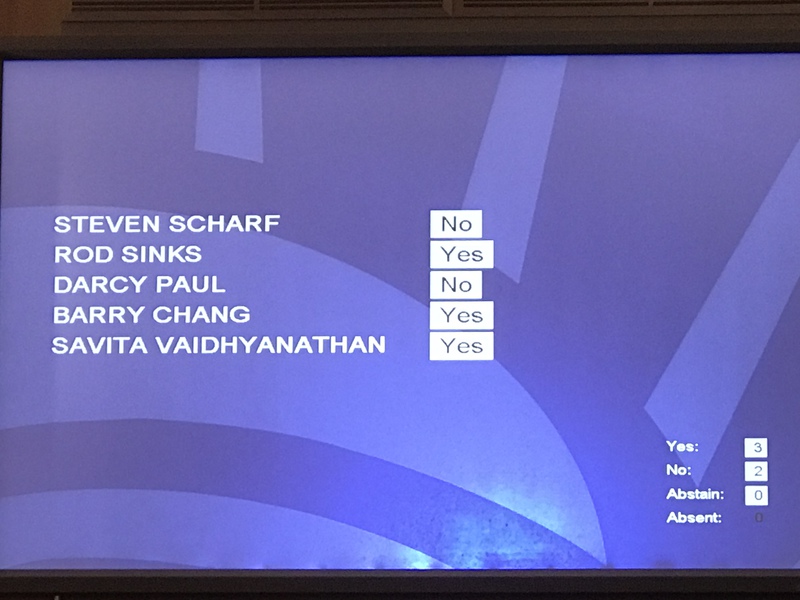 STEVEN SCHARF No
ROD SINKS Yes
DARCY PAUL No
BARRY CHANG Yes
SAVITA VAIDHYANATHAN Yes
Yes: 3
No: 2
Abstain: 0
Absent: 0